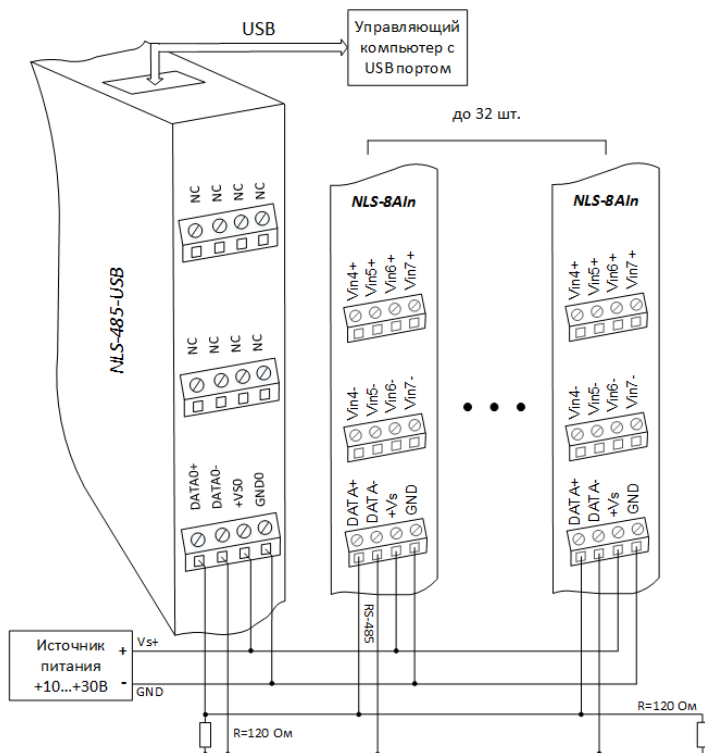 USB
Управляющий
компьютер с
USB портом
до 32 шт.
NLS-485-USB
NC NC NC NC
NC NC NC NC
DATA0+ DATA0- +VS0 GND0
NLS-8AIn
Vin4+ Vin5+ Vin6+ Vin7+
Vin4- Vin5- Vin6- Vin7-
DATA+ DATA- +Vs GND
NLS-8AIn
Vin4+ Vin5+ Vin6+ Vin7+
Vin4- Vin5- Vin6- Vin7-
DATA+ DATA- +Vs GND
RS-485
Источник
питания
+10...+30В
+ Vs+
- GND
R=120 Ом
R=120 Ом